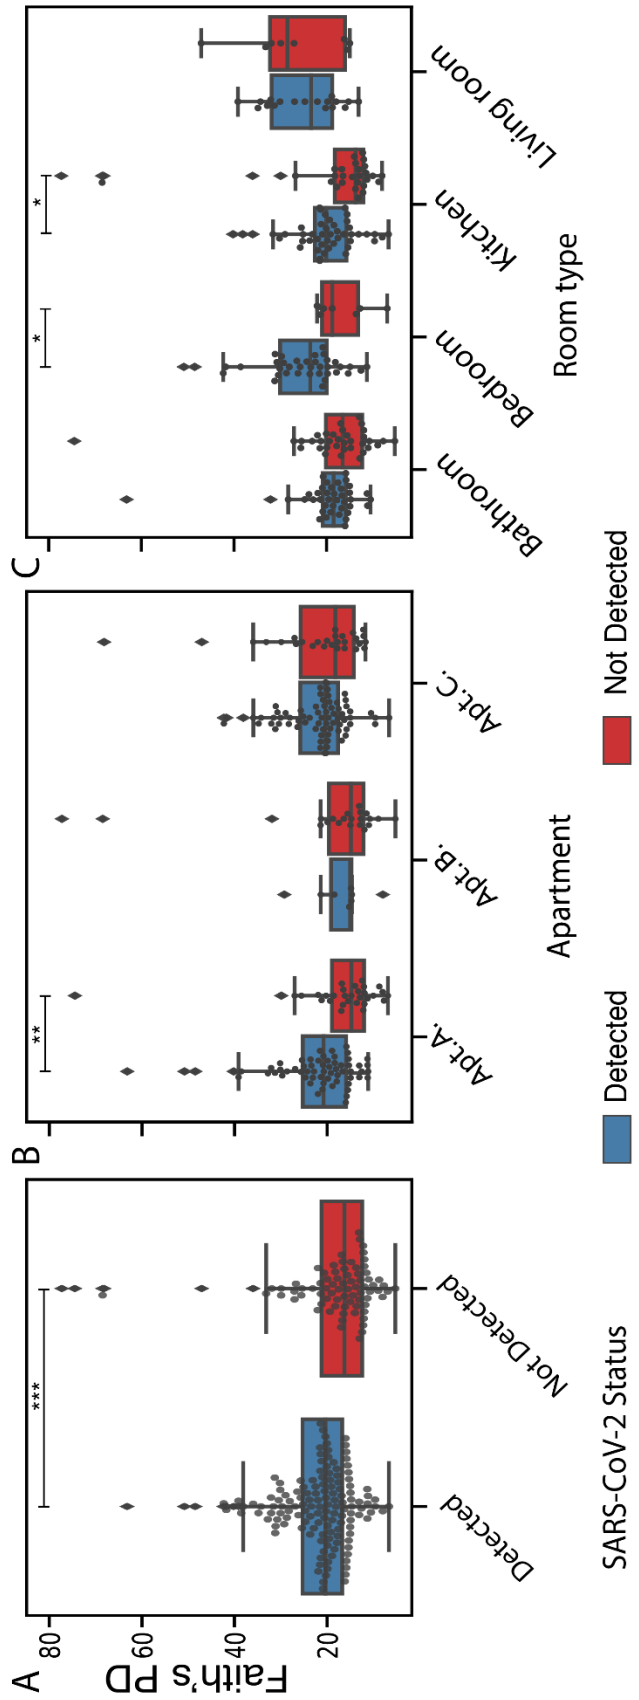 A
Faith's PD
80
60
40
20
***
Detected
Not Detected
SARS-CoV-2 Status
B
**
Apt.A.
Apt.B.
Apt.C.
Apartment
C
*
*
Bathroom
Bedroom
Kitchen
Living room
Room type
Detected
Not Detected